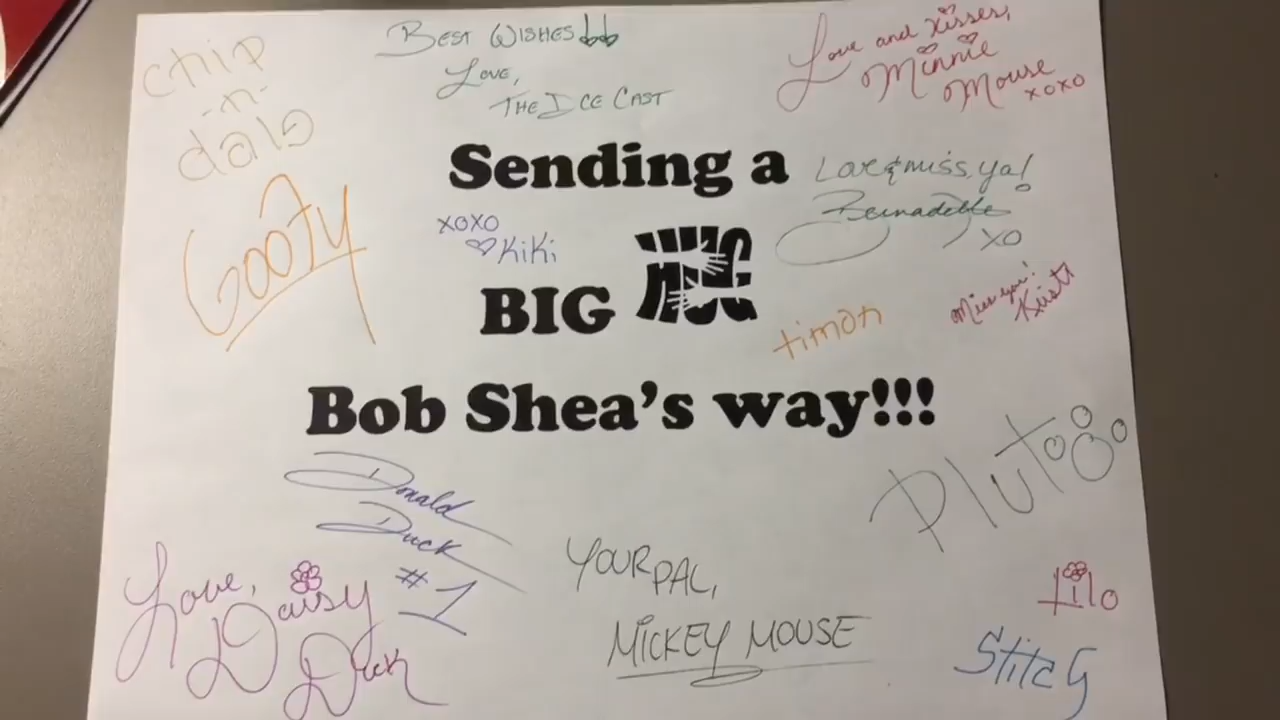 chip
-n-
dale
Best Wishes!!
Love,
The Ice Cast
Love and Kisses,
Minnie
Mouse
xoxo
Goofy
Sending a
Love & miss ya!
Bernadette
XO
XOXO
Kiki
BIG HUG
timon
Miss you!
Kristi
Bob Shea's way!!!
Donald
Duck
#1
Pluto
Love,
Daisy
Duck
YOUR PAL,
MICKEY MOUSE
Lilo
Stitch